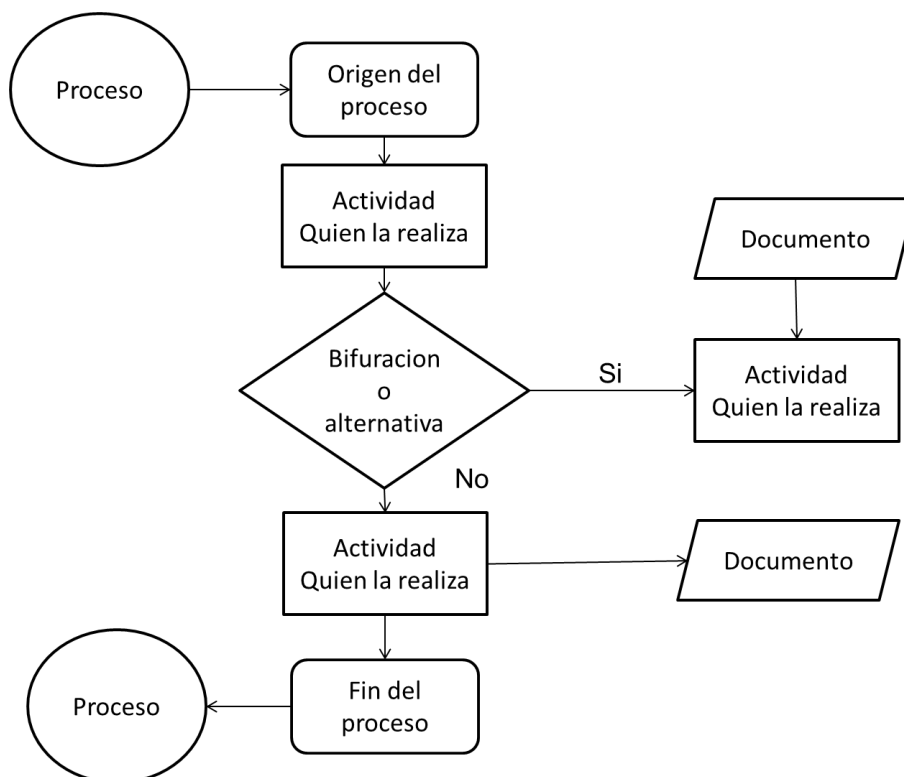 Proceso
Origen del
proceso
Actividad
Quien la realiza
Documento
Bifuracion
o
alternativa
Si
Actividad
Quien la realiza
No
Actividad
Quien la realiza
Documento
Proceso
Fin del
proceso